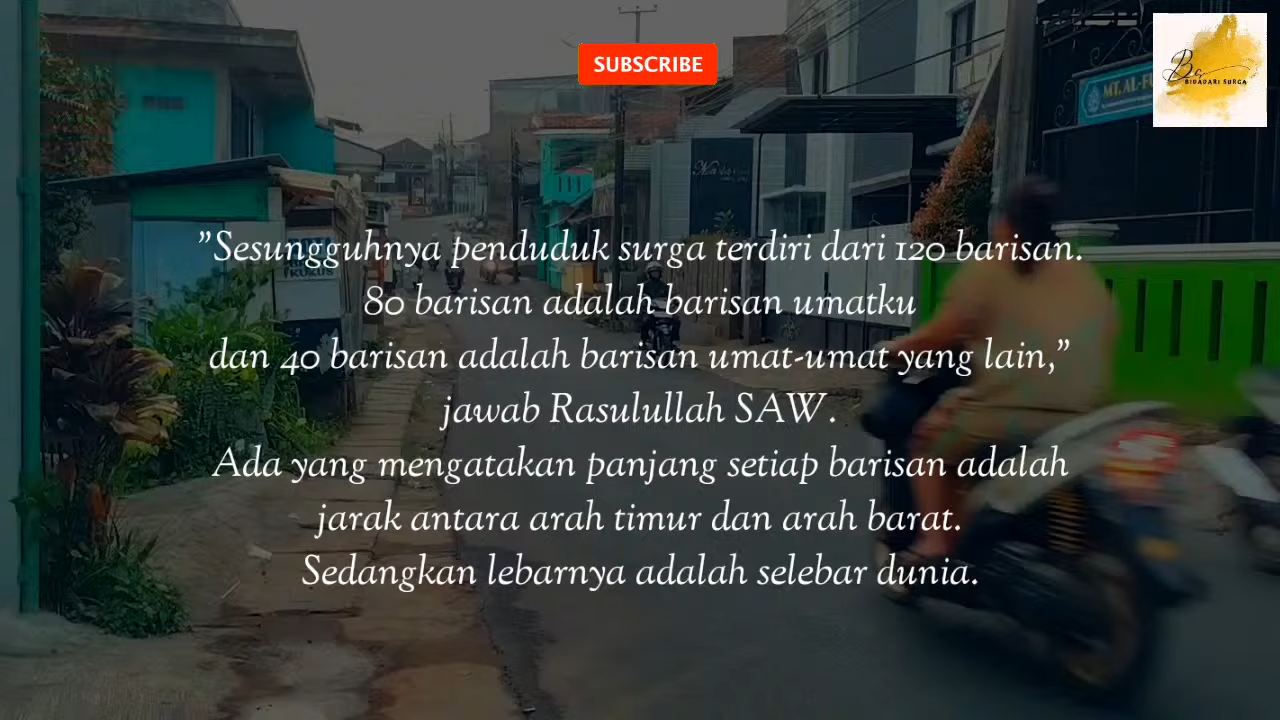 SUBSCRIBE
BIDADARI SURGA
MT. AL-F
"Sesungguhnya penduduk surga terdiri dari 120 barisan.
80 barisan adalah barisan umatku
dan 40 barisan adalah barisan umat-umat yang lain,"
jawab Rasulullah SAW.
Ada yang mengatakan panjang setiap barisan adalah
jarak antara arah timur dan arah barat.
Sedangkan lebarnya adalah selebar dunia.